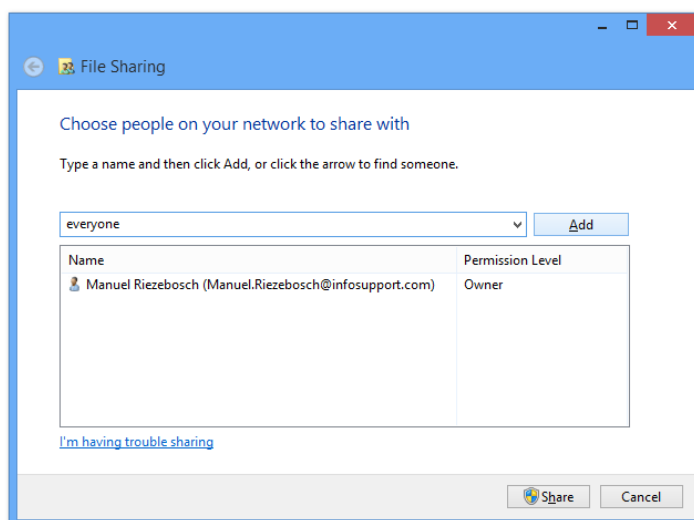 File Sharing
Choose people on your network to share with
Type a name and then click Add, or click the arrow to find someone.
everyone
Add
Name Permission Level
Manuel Riezebosch (Manuel.Riezebosch@infosupport.com) Owner
I'm having trouble sharing
Share Cancel